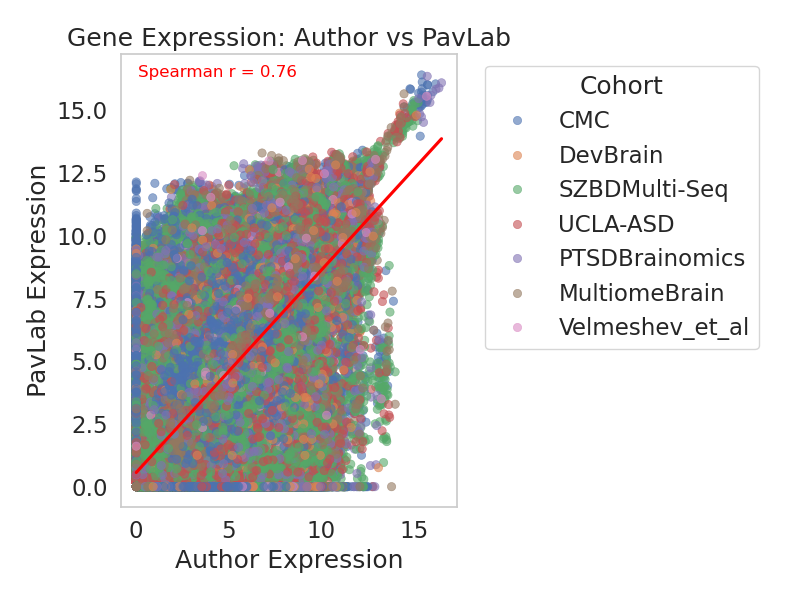 Gene Expression: Author vs PavLab
Spearman r = 0.76
PavLab Expression
15.0
12.5
10.0
7.5
5.0
2.5
0.0
0 5 10 15
Author Expression
Cohort
CMC
DevBrain
SZBDMulti-Seq
UCLA-ASD
PTSDBrainomics
MultiomeBrain
Velmeshev_et_al